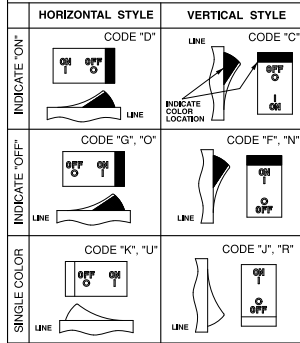 HORIZONTAL STYLE
VERTICAL STYLE
INDICATE "ON"
CODE "D"
ON OFF
I O
LINE
CODE "C"
LINE
OFF
O
I
ON
INDICATE
COLOR
LOCATION
INDICATE "OFF"
CODE "G", "O"
OFF ON
O I
LINE
CODE "F", "N"
ON
I
O
OFF
LINE
SINGLE COLOR
CODE "K", "U"
OFF ON
O I
LINE
CODE "J", "R"
ON
I
O
OFF
LINE